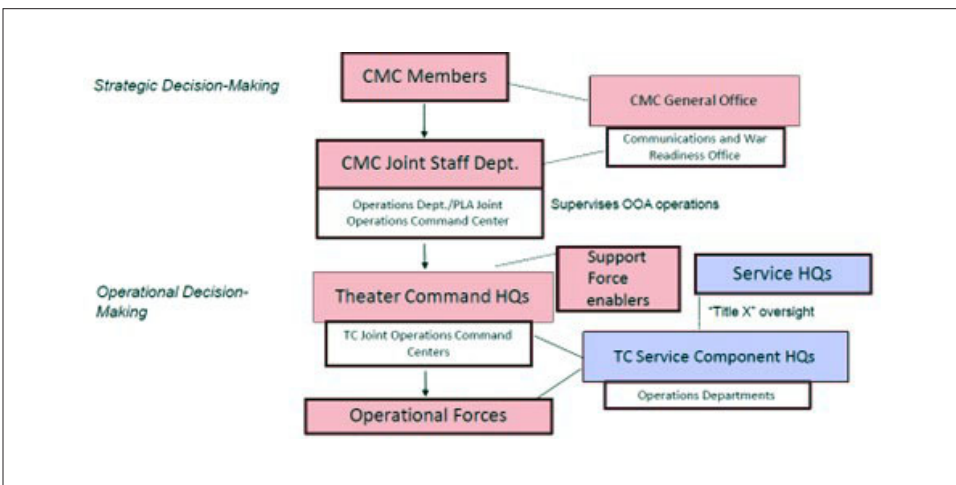 Strategic Decision-Making
CMC Members
CMC General Office
Communications and War
Readiness Office
CMC Joint Staff Dept.
Operations Dept./PLA Joint
Operations Command Center
Supervises OOA operations
Support
Force
enablers
Service HQs
Operational Decision-
Making
Theater Command HQs
"Title X" oversight
TC Joint Operations Command
Centers
TC Service Component HQs
Operations Departments
Operational Forces